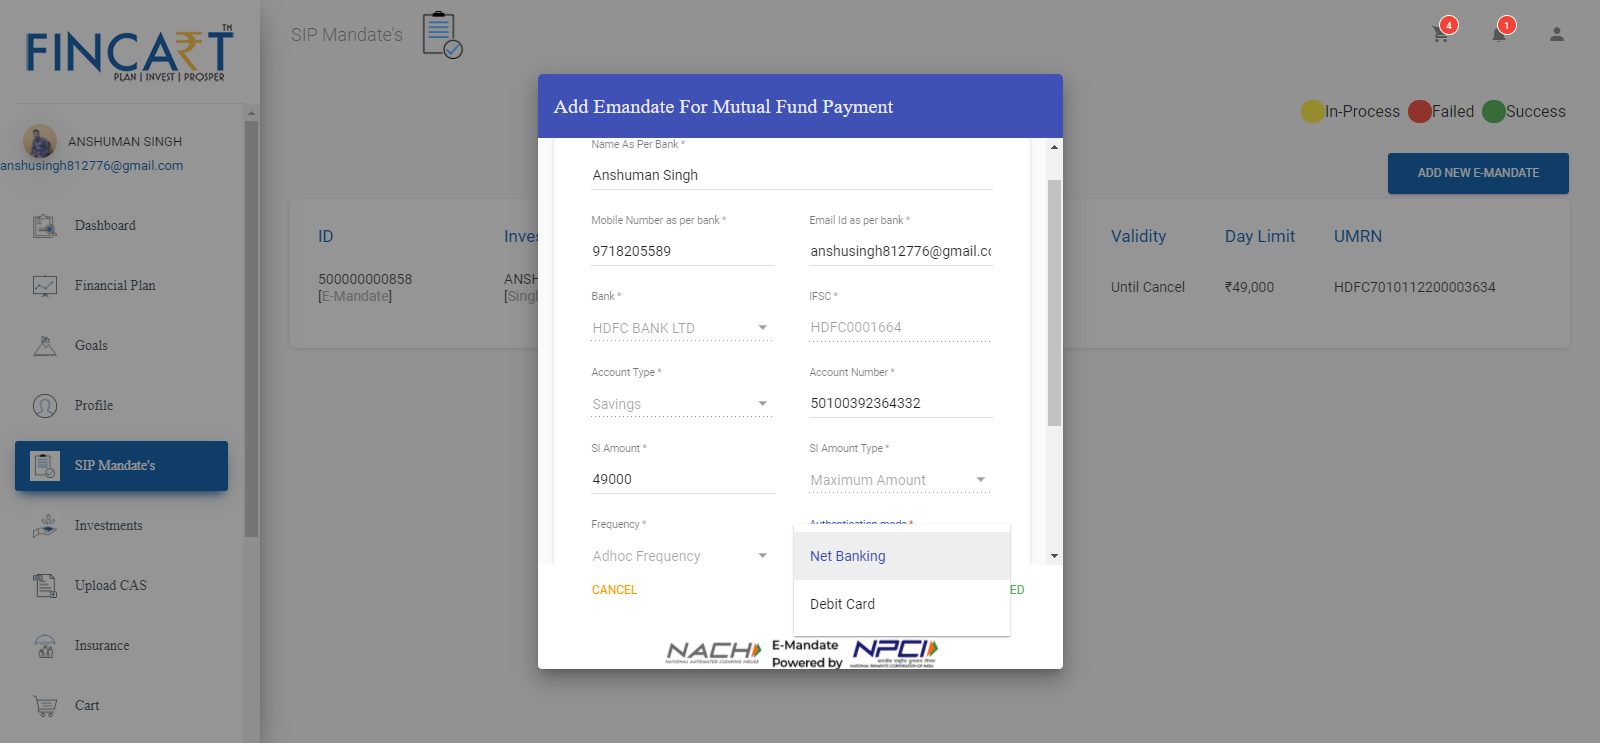 FINCART
TM
PLAN | INVEST | PROSPER
SIP Mandate's
4
1
ANSHUMAN SINGH
anshusingh812776@gmail.com
Dashboard
Financial Plan
Goals
Profile
SIP Mandate's
Investments
Upload CAS
Insurance
Cart
In-Process Failed Success
ADD NEW E-MANDATE
ID Inves Validity Day Limit UMRN
500000000858 ANSH Until Cancel ₹49,000 HDFC7010112200003634
[E-Mandate] [Singh
Add Emandate For Mutual Fund Payment
Name As Per Bank *
Anshuman Singh
Mobile Number as per bank * Email Id as per bank *
9718205589 anshusingh812776@gmail.co
Bank * IFSC *
HDFC BANK LTD HDFC0001664
Account Type * Account Number *
Savings 50100392364332
SI Amount * SI Amount Type *
49000 Maximum Amount
Frequency * Authentication mode *
Adhoc Frequency Net Banking
Debit Card
CANCEL ED
NACH E-Mandate NPCI
NATIONAL AUTOMATED CLEARING HOUSE Powered by NATIONAL PAYMENTS CORPORATION OF INDIA